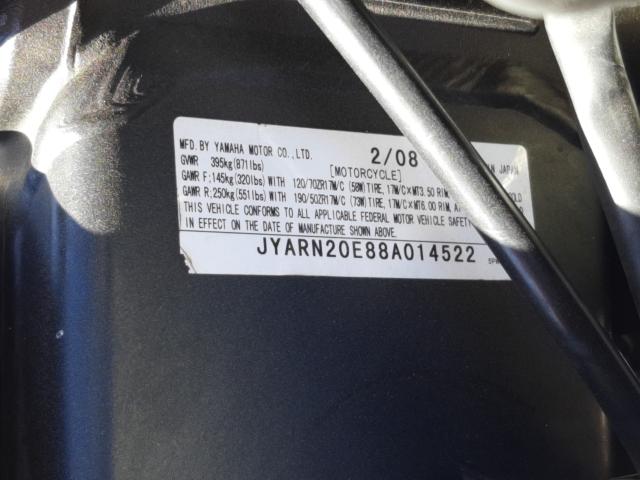 MFD. BY YAMAHA MOTOR CO., LTD. 2/08 JAPAN
GVWR 395kg(871lbs) [MOTORCYCLE]
GAWR F;145kg(320lbs) WITH 120/70ZR17M/C (58W) TIRE, 17M/C×MT3.50 RIM,
GAWR R;250kg(551lbs) WITH 190/50ZR17M/C (73W) TIRE, 17M/C×MT6.00 RIM,
THIS VEHICLE CONFORMS TO ALL APPLICABLE FEDERAL MOTOR VEHICLE SAFETY
IN EFFECT ON THE DATE OF MANUFACTURE SHOWN ABOVE.
JYARN20E88A014522